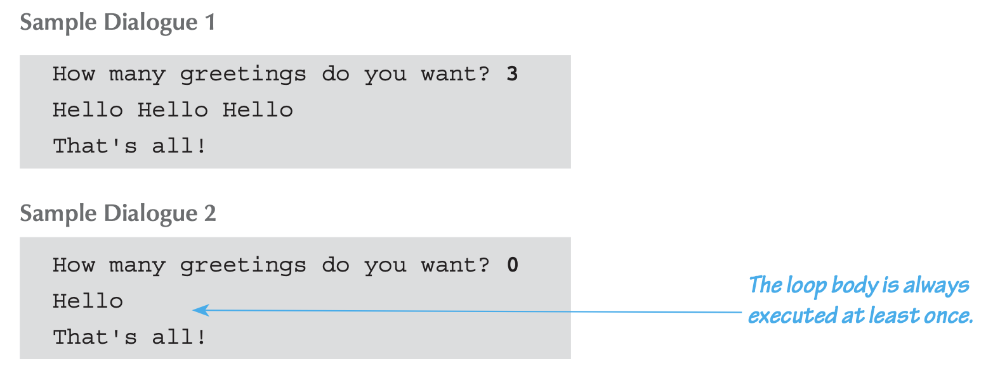 Sample Dialogue 1
How many greetings do you want? 3
Hello Hello Hello
That's all!
Sample Dialogue 2
How many greetings do you want? 0
Hello
That's all!
The loop body is always
executed at least once.